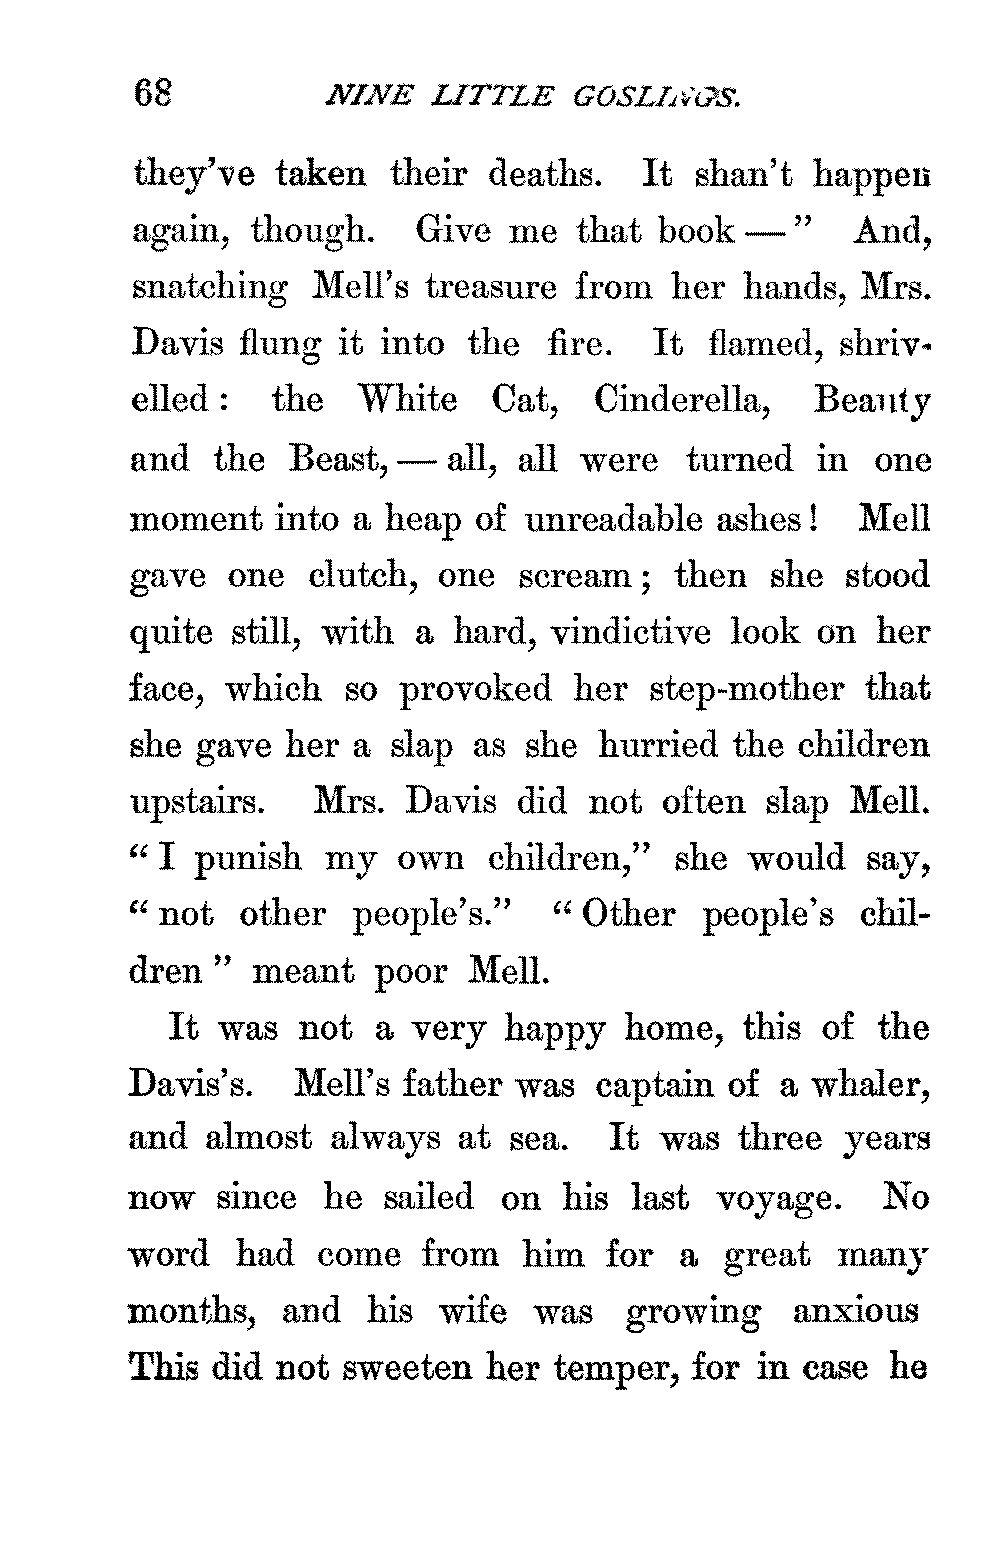 68 NINE LITTLE GOSLINGS.
they've taken their deaths. It shan't happen
again, though. Give me that book — ” And,
snatching Mell's treasure from her hands, Mrs.
Davis flung it into the fire. It flamed, shriv-
elled : the White Cat, Cinderella, Beauty
and the Beast, — all, all were turned in one
moment into a heap of unreadable ashes ! Mell
gave one clutch, one scream ; then she stood
quite still, with a hard, vindictive look on her
face, which so provoked her step-mother that
she gave her a slap as she hurried the children
upstairs. Mrs. Davis did not often slap Mell.
“ I punish my own children,” she would say,
“ not other people's.” “ Other people's chil-
dren ” meant poor Mell.
It was not a very happy home, this of the
Davis's. Mell's father was captain of a whaler,
and almost always at sea. It was three years
now since he sailed on his last voyage. No
word had come from him for a great many
months, and his wife was growing anxious
This did not sweeten her temper, for in case he